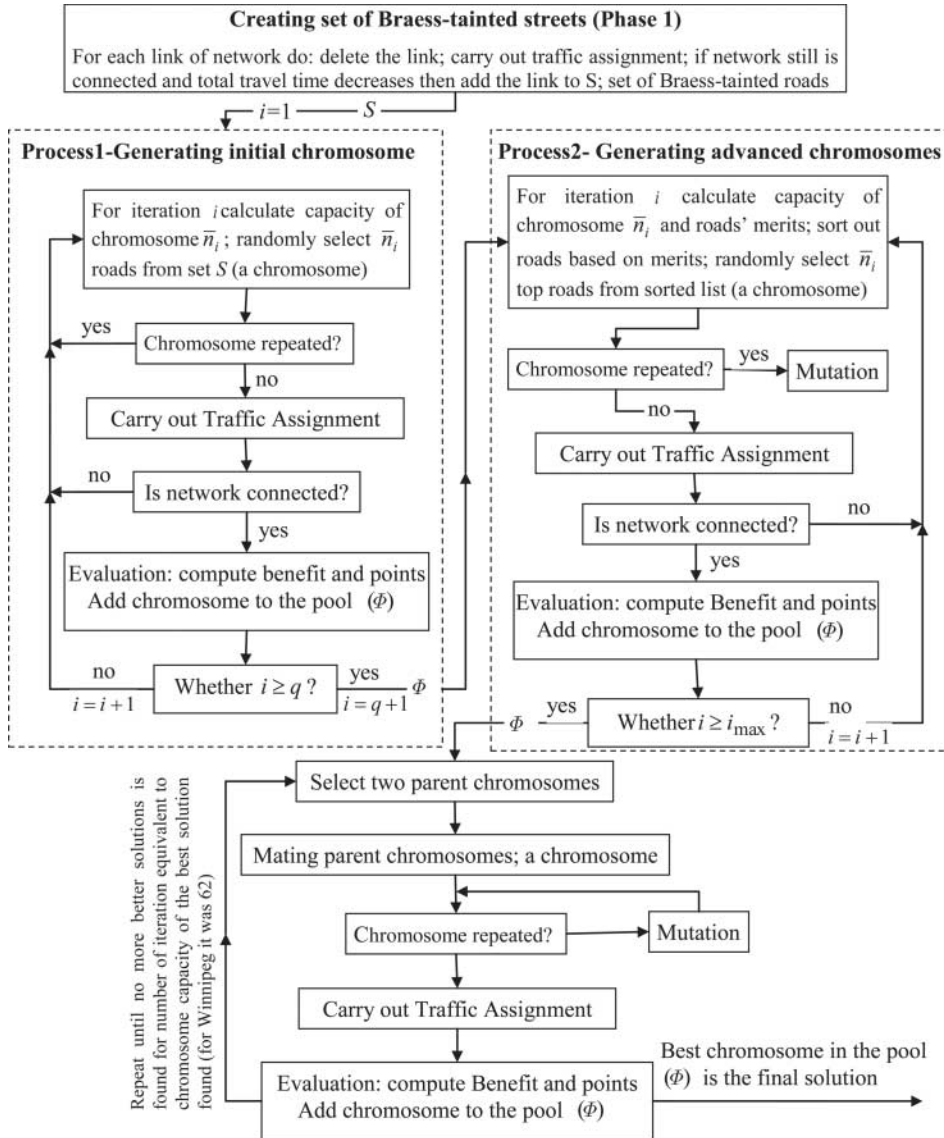 Creating set of Braess-tainted streets (Phase 1)
For each link of network do: delete the link; carry out traffic assignment; if network still is
connected and total travel time decreases then add the link to S; set of Braess-tainted roads
i=1 S
Process1-Generating initial chromosome
For iteration i calculate capacity of
chromosome n̅i ; randomly select n̅i
roads from set S (a chromosome)
yes
Chromosome repeated?
no
Carry out Traffic Assignment
no
Is network connected?
yes
Evaluation: compute benefit and points
Add chromosome to the pool (Φ)
no
i = i +1
Whether i ≥ q ?
yes
i = q +1
Φ
Process2- Generating advanced chromosomes
For iteration i calculate capacity of
chromosome n̅i and roads' merits; sort out
roads based on merits; randomly select n̅i
top roads from sorted list (a chromosome)
Chromosome repeated?
yes
Mutation
no
Carry out Traffic Assignment
Is network connected?
no
yes
Evaluation: compute Benefit and points
Add chromosome to the pool (Φ)
Φ
yes
Whether i ≥ imax ?
no
i = i +1
Select two parent chromosomes
Mating parent chromosomes; a chromosome
Chromosome repeated?
Mutation
Carry out Traffic Assignment
Evaluation: compute Benefit and points
Add chromosome to the pool (Φ)
Repeat until no more better solutions is
found for number of iteration equivalent to
chromosome capacity of the best solution
found (for Winnipeg it was 62)
Best chromosome in the pool
(Φ) is the final solution